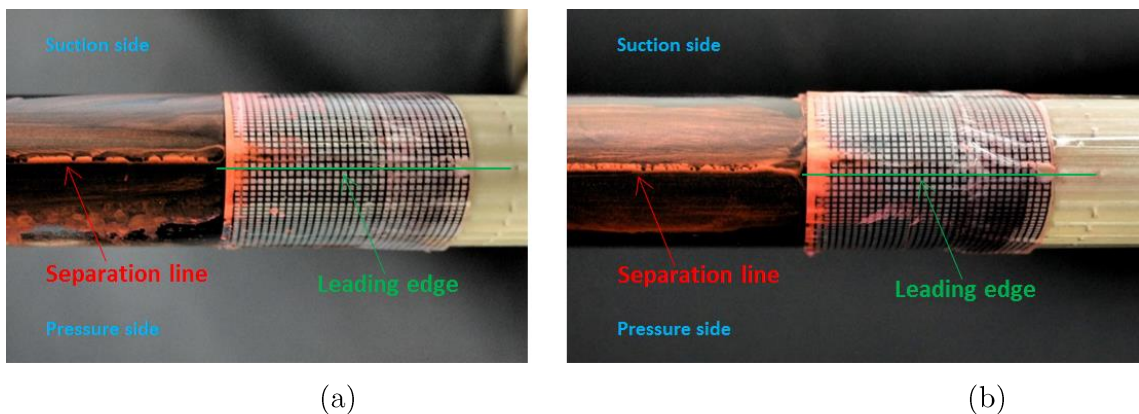 Suction side
Separation line
Leading edge
Pressure side
(a)
Suction side
Separation line
Leading edge
Pressure side
(b)